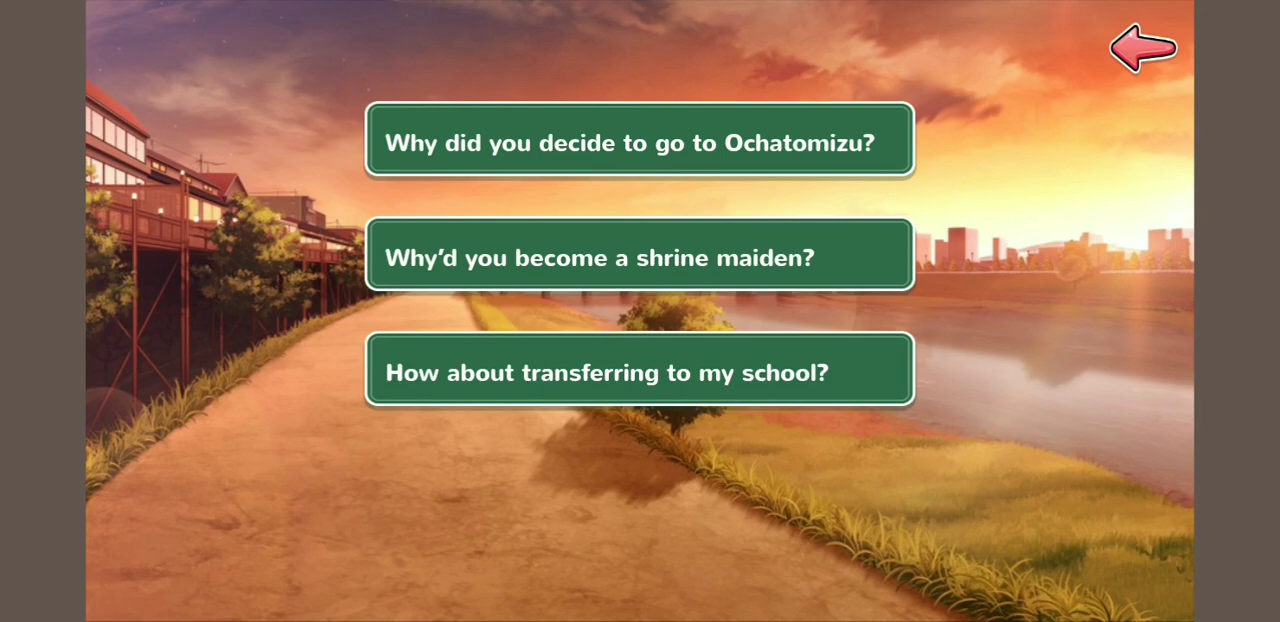 Why did you decide to go to Ochatomizu?
Why'd you become a shrine maiden?
How about transferring to my school?